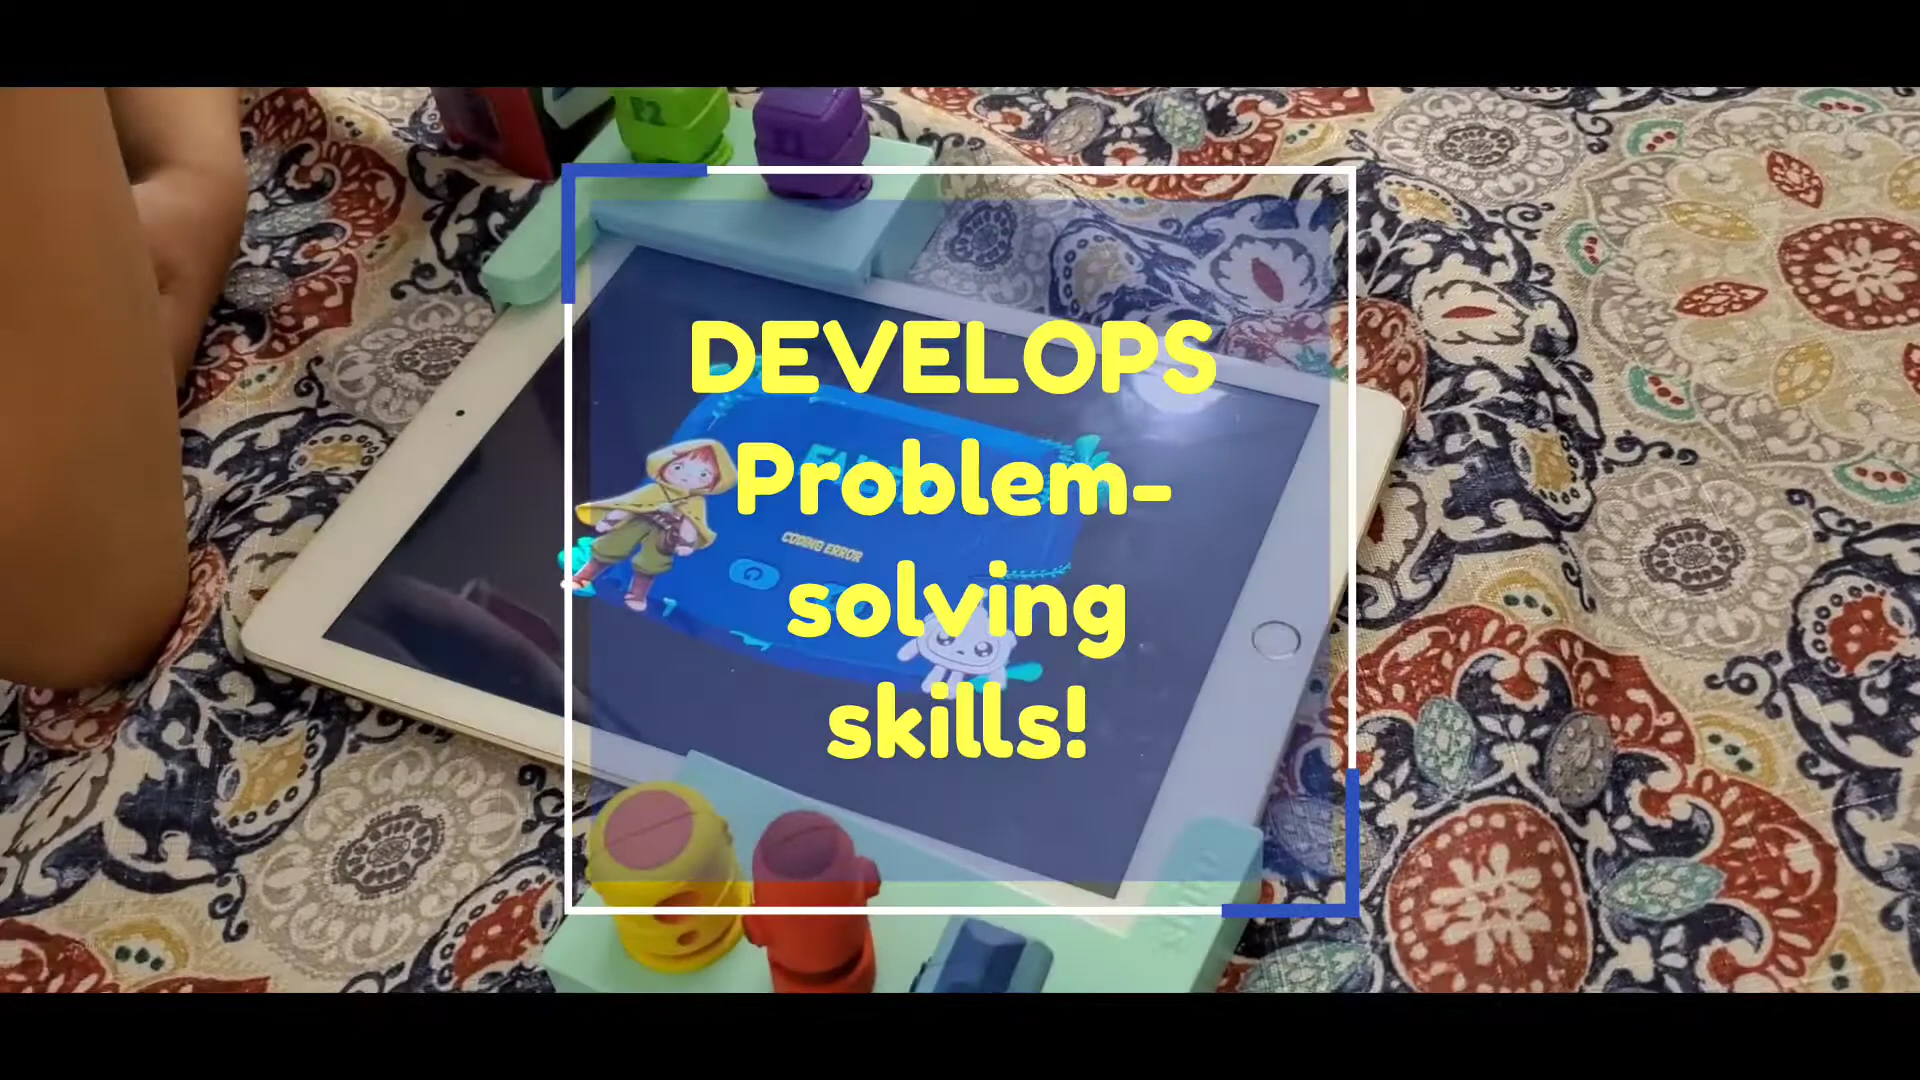 DEVELOPS
Problem-
solving
skills!
CODING ERROR